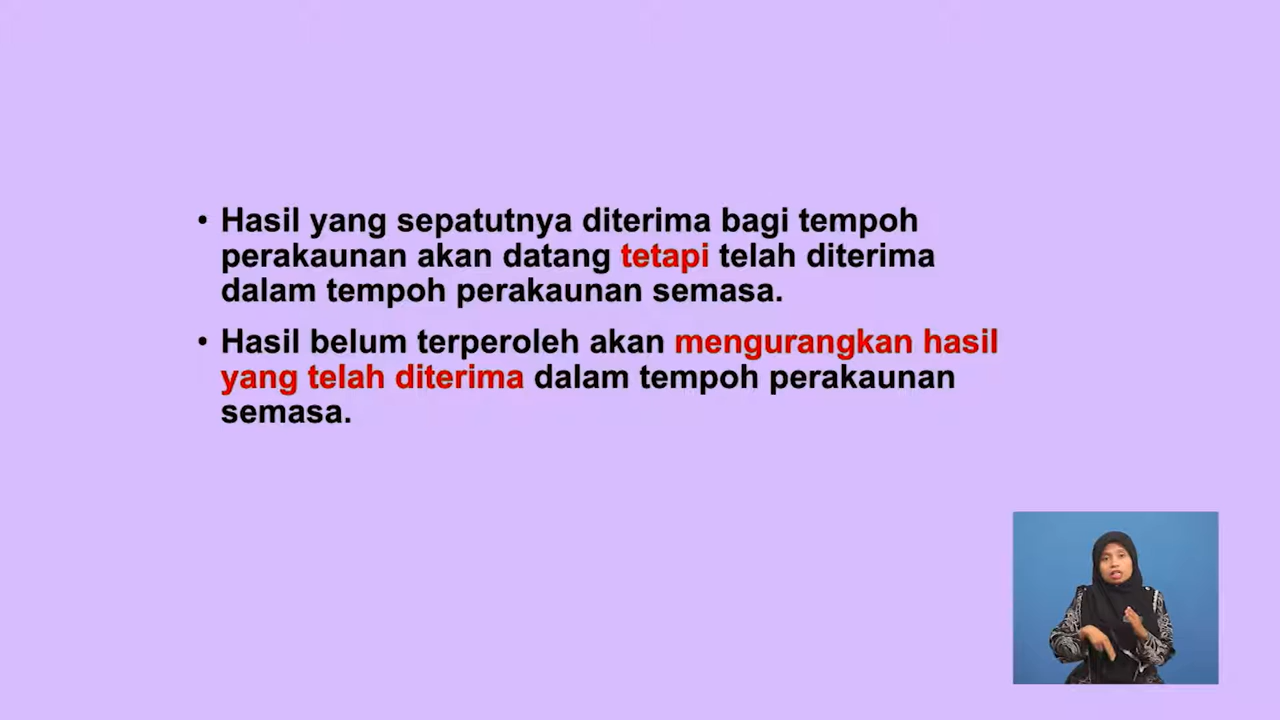 • Hasil yang sepatutnya diterima bagi tempoh
perakaunan akan datang tetapi telah diterima
dalam tempoh perakaunan semasa.
• Hasil belum terperoleh akan mengurangkan hasil
yang telah diterima dalam tempoh perakaunan
semasa.